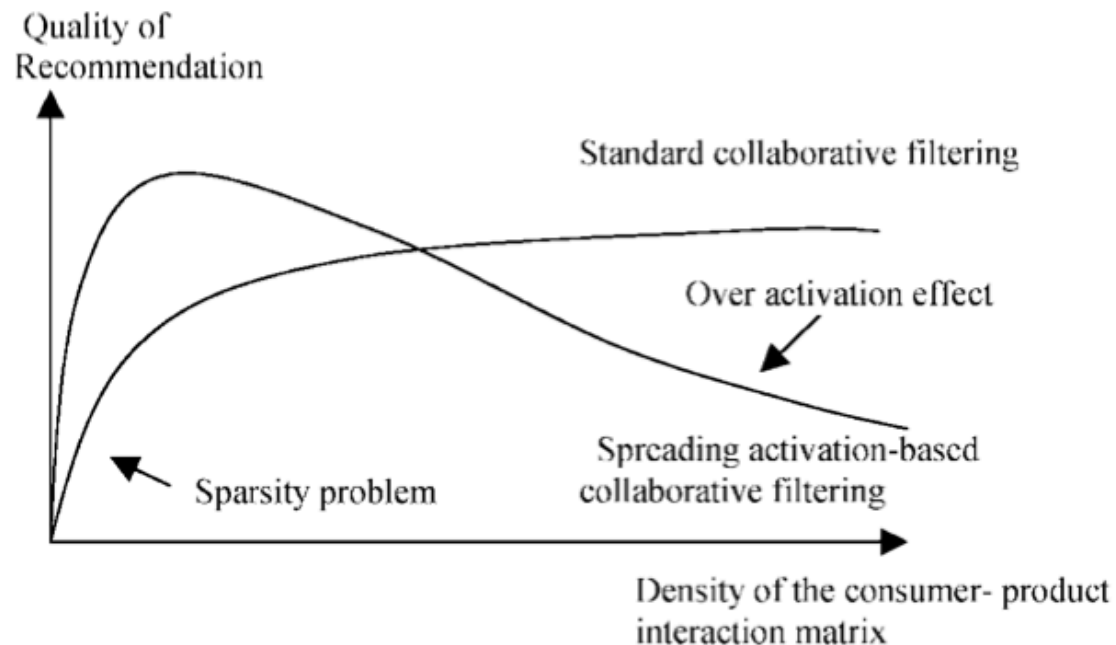 Quality of
Recommendation
Standard collaborative filtering
Over activation effect
Spreading activation-based
collaborative filtering
Sparsity problem
Density of the consumer- product
interaction matrix